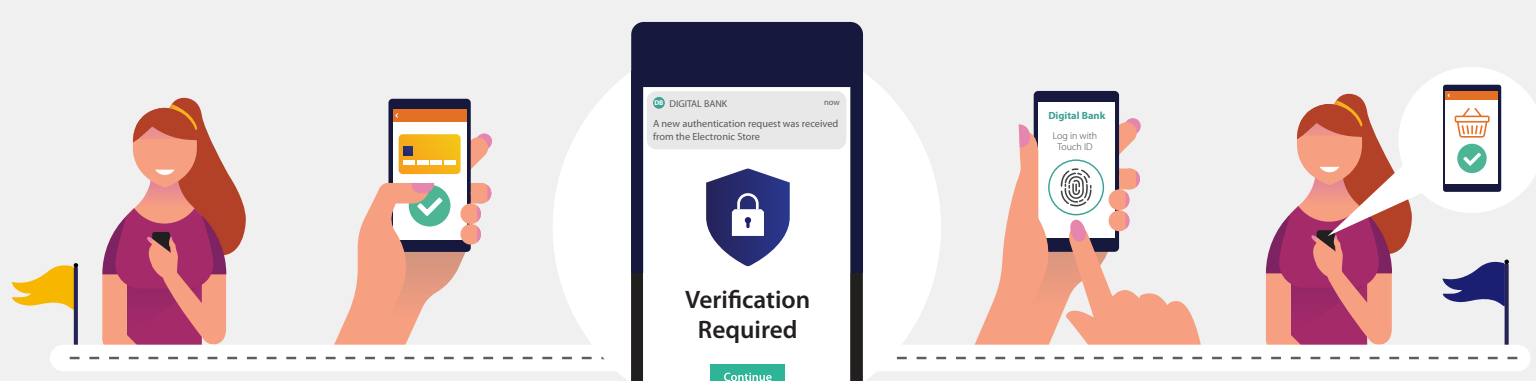 DB DIGITAL BANK now
A new authentication request was received
from the Electronic Store
Verification
Required
Continue
Digital Bank
Log in with
Touch ID